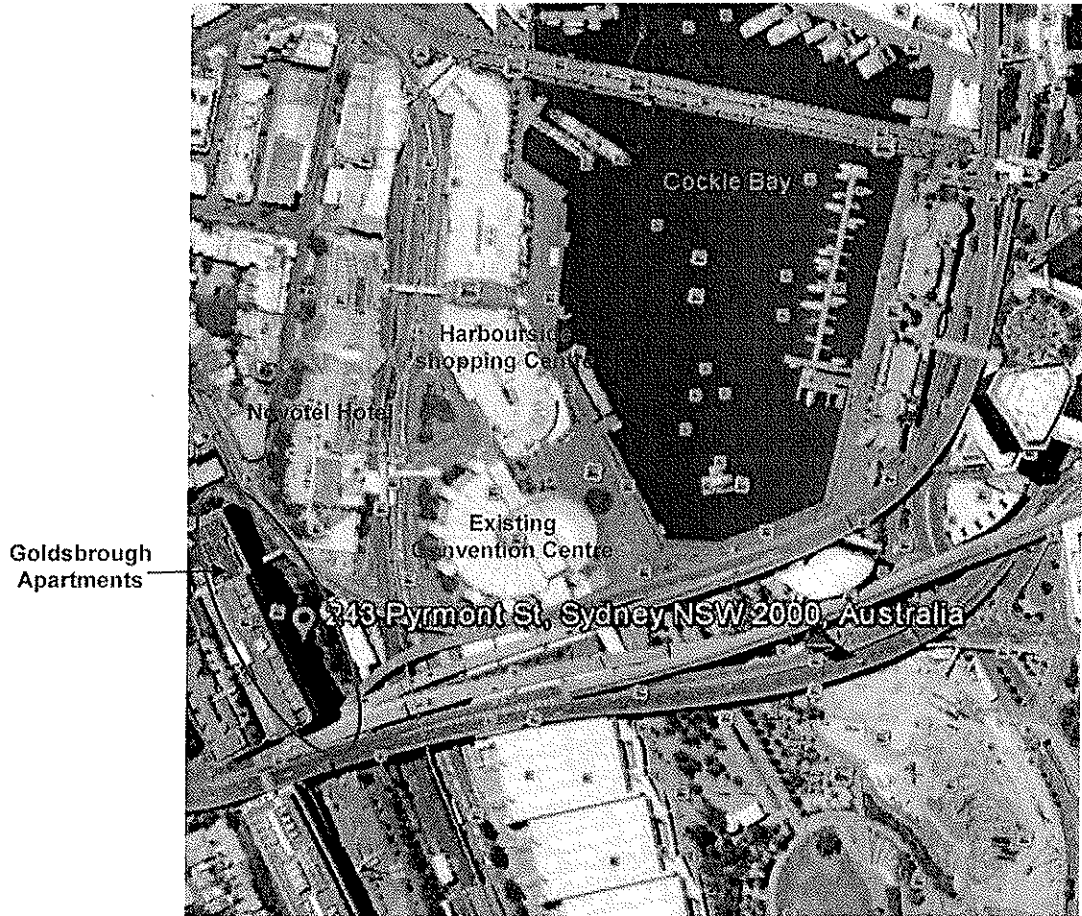 Cockle Bay
Harbourside
shopping Centre
Novotel Hotel
Existing
Convention Centre
Goldsbrough
Apartments
243 Pyrmont St, Sydney NSW 2000, Australia